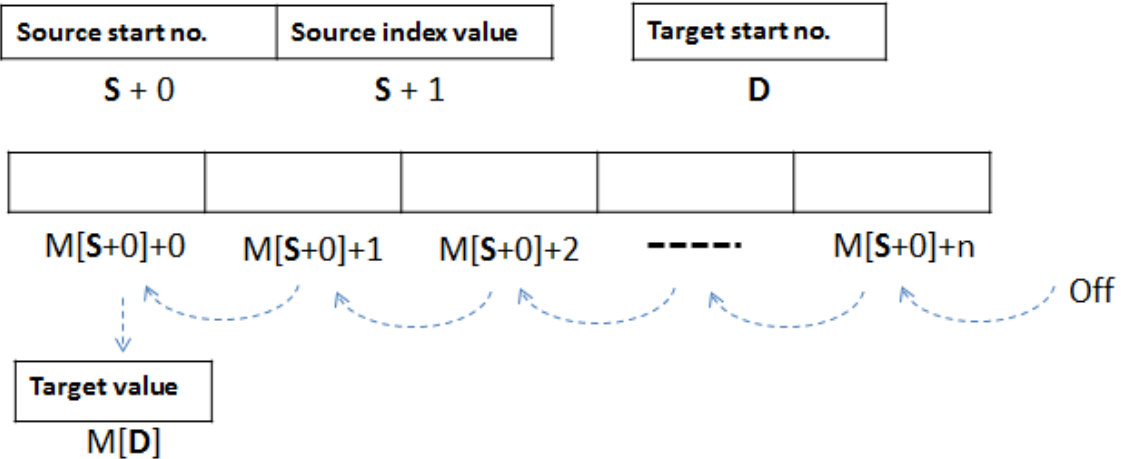 Source start no. Source index value Target start no.
S + 0 S + 1 D
M[S+0]+0 M[S+0]+1 M[S+0]+2 ----- M[S+0]+n
Off
Target value
M[D]